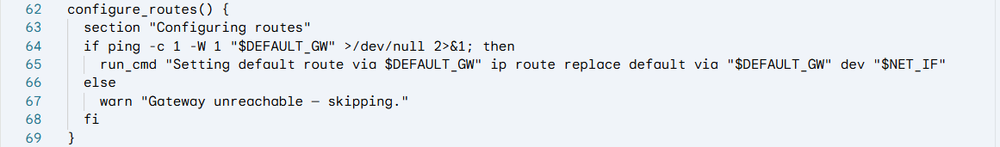 62 configure_routes() {
63   section "Configuring routes"
64   if ping -c 1 -W 1 "$DEFAULT_GW" >/dev/null 2>&1; then
65     run_cmd "Setting default route via $DEFAULT_GW" ip route replace default via "$DEFAULT_GW" dev "$NET_IF"
66   else
67     warn "Gateway unreachable — skipping."
68   fi
69 }